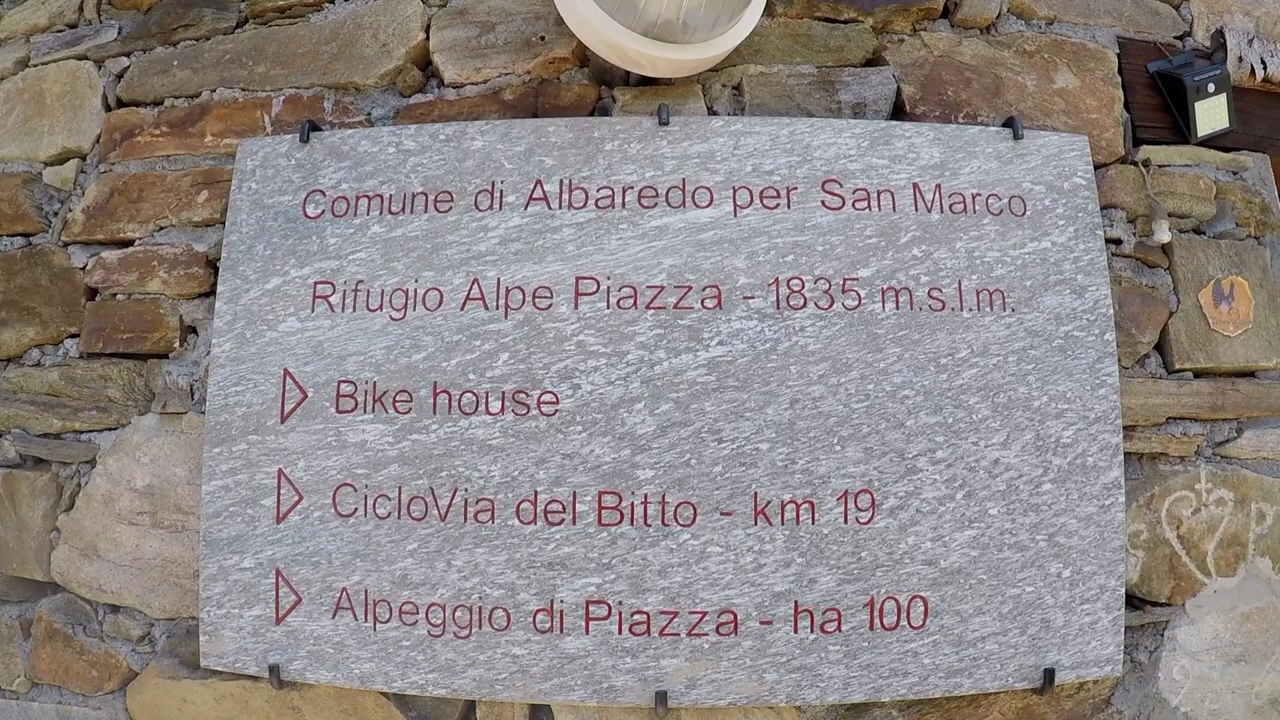 Comune di Albaredo per San Marco
Rifugio Alpe Piazza - 1835 m.s.l.m.
Bike house
CicloVia del Bitto - km 19
Alpeggio di Piazza - ha 100
P